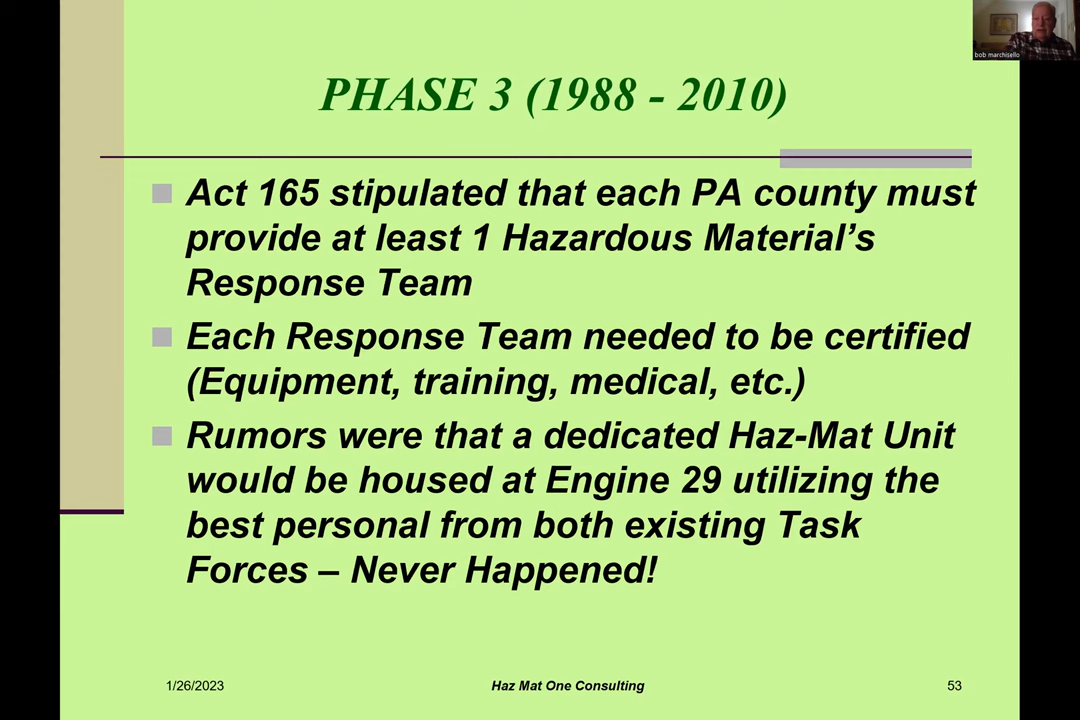 bob marchisello
PHASE 3 (1988 - 2010)
Act 165 stipulated that each PA county must
provide at least 1 Hazardous Material’s
Response Team
Each Response Team needed to be certified
(Equipment, training, medical, etc.)
Rumors were that a dedicated Haz-Mat Unit
would be housed at Engine 29 utilizing the
best personal from both existing Task
Forces – Never Happened!
1/26/2023
Haz Mat One Consulting
53